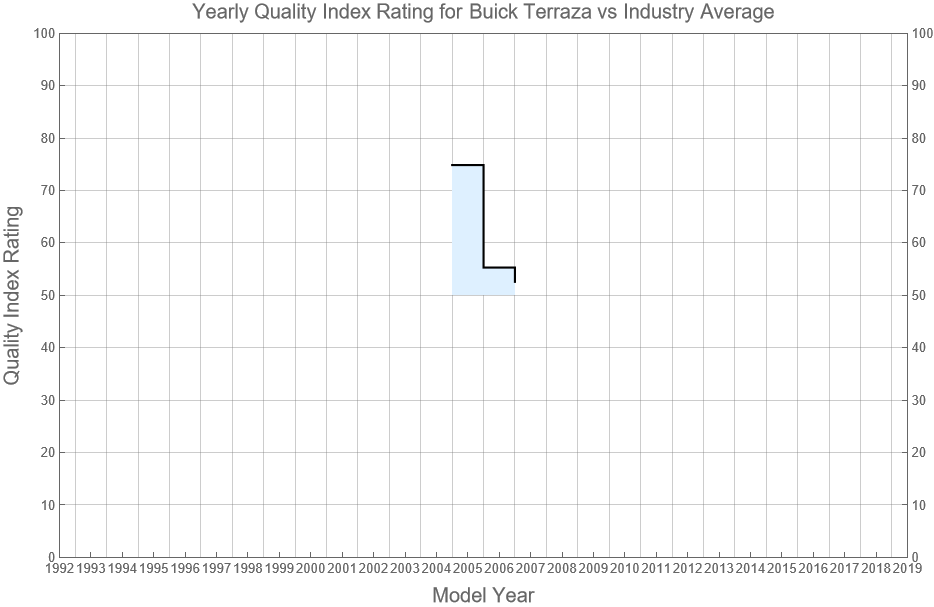 Yearly Quality Index Rating for Buick Terraza vs Industry Average
100 100
90 90
80 80
70 70
60 60
50 50
40 40
30 30
20 20
10 10
0 0
Quality Index Rating
1992 1993 1994 1995 1996 1997 1998 1999 2000 2001 2002 2003 2004 2005 2006 2007 2008 2009 2010 2011 2012 2013 2014 2015 2016 2017 2018 2019
Model Year